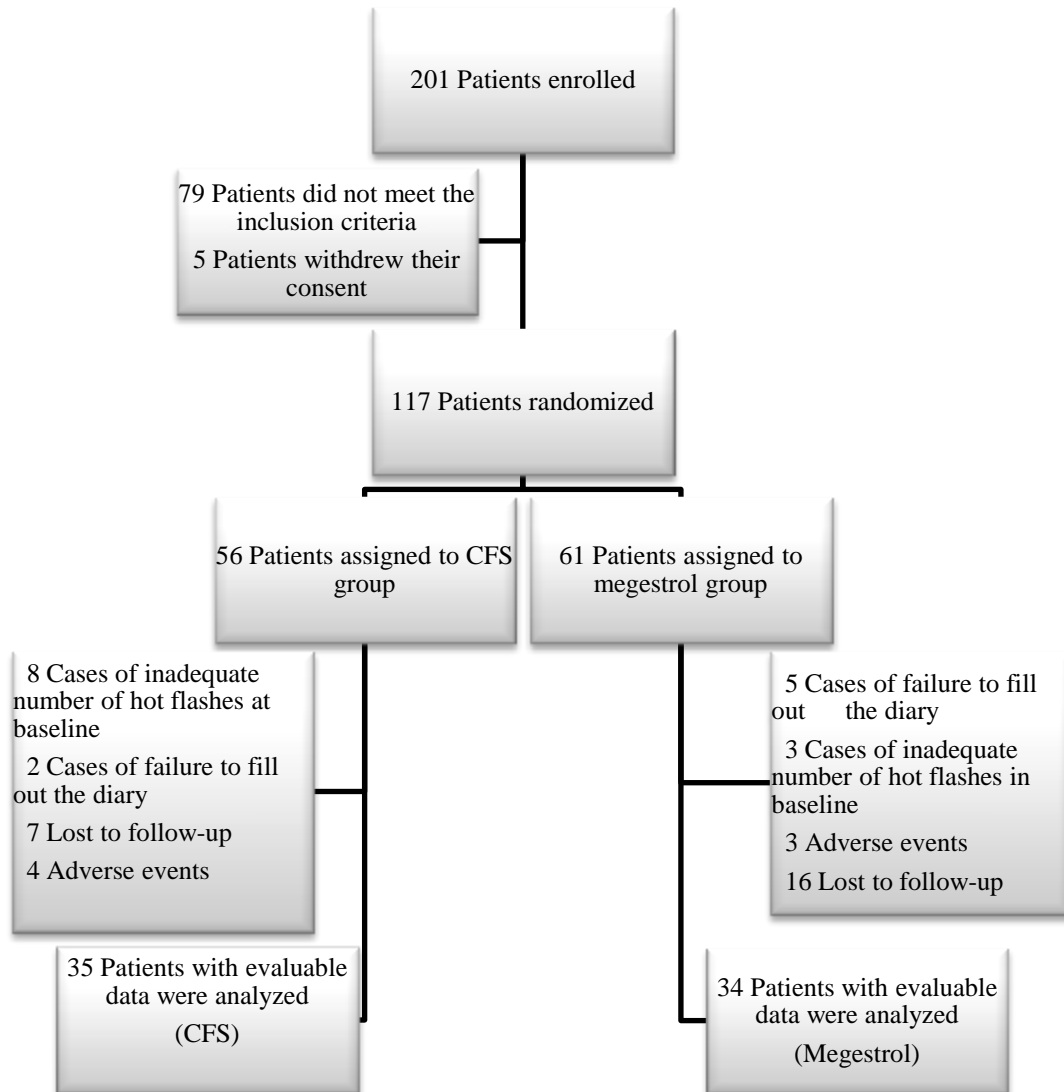 201 Patients enrolled
79 Patients did not meet the
inclusion criteria
5 Patients withdrew their
consent
117 Patients randomized
56 Patients assigned to CFS
group
61 Patients assigned to
megestrol group
8 Cases of inadequate
number of hot flashes at
baseline
2 Cases of failure to fill
out the diary
7 Lost to follow-up
4 Adverse events
5 Cases of failure to fill
out the diary
3 Cases of inadequate
number of hot flashes in
baseline
3 Adverse events
16 Lost to follow-up
35 Patients with evaluable
data were analyzed
(CFS)
34 Patients with evaluable
data were analyzed
(Megestrol)